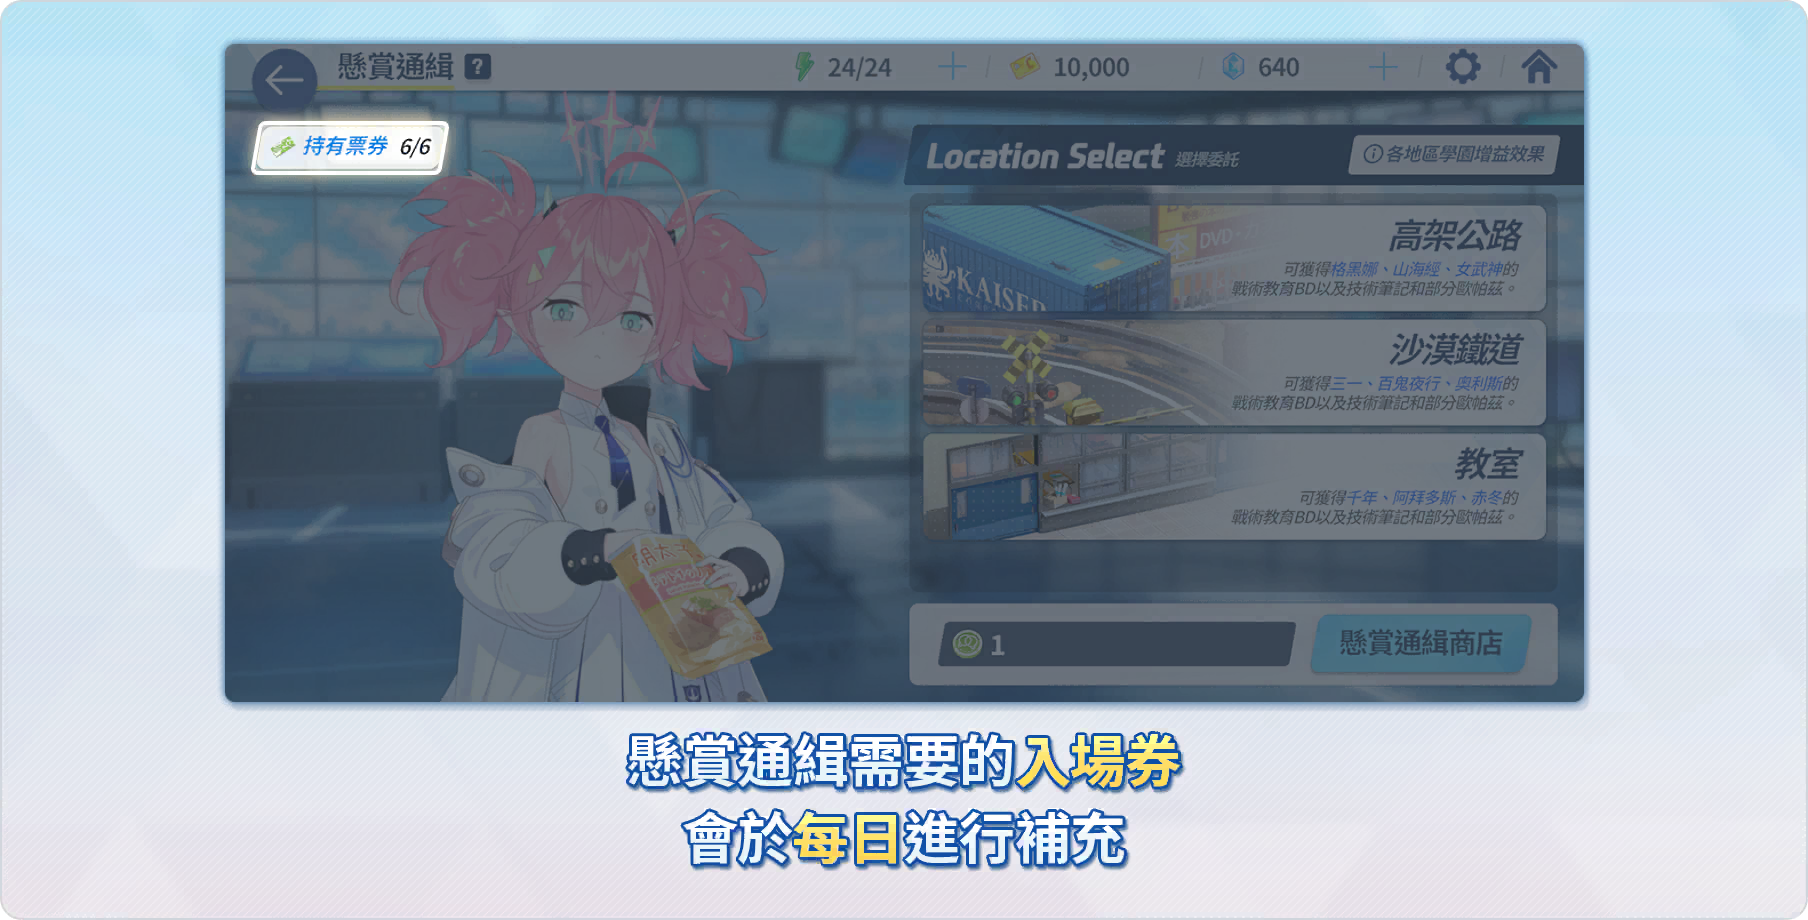 懸賞通緝 ?
24/24
10,000
640
持有票券 6/6
Location Select 選擇委託
各地區學園增益效果
高架公路
可獲得格黑娜、山海經、女武神的
戰術教育BD以及技術筆記和部分歐帕茲。
KAISER
DVD
沙漠鐵道
可獲得三一、百鬼夜行、奧利斯的
戰術教育BD以及技術筆記和部分歐帕茲。
教室
可獲得千年、阿拜多斯、赤冬的
戰術教育BD以及技術筆記和部分歐帕茲。
1
懸賞通緝商店
懸賞通緝需要的入場券
會於每日進行補充